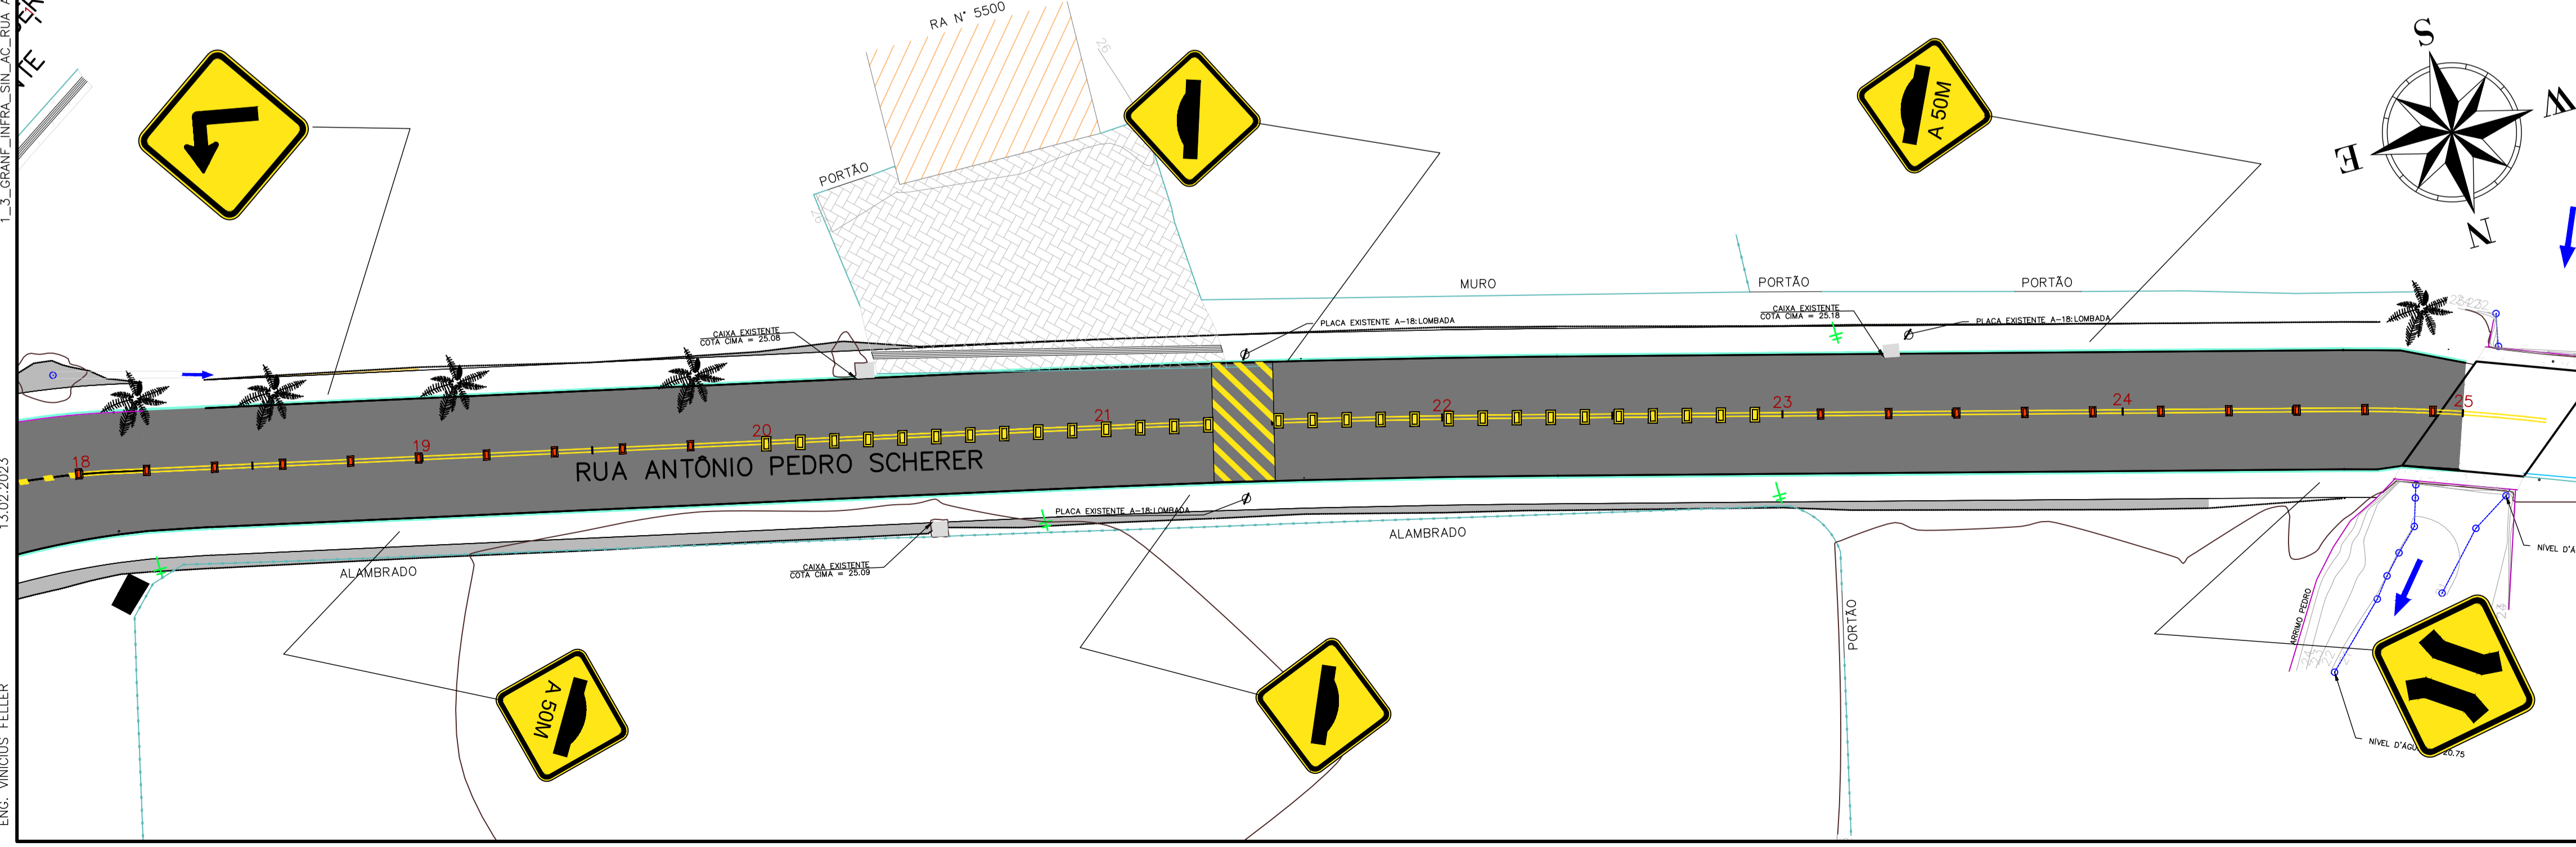 RA N° 5500
26
S
W
E
N
A 50M
PORTÃO
26
MURO
PORTÃO
PORTÃO
CAIXA EXISTENTE
COTA CIMA = 25.18
PLACA EXISTENTE A-18:LOMBADA
PLACA EXISTENTE A-18:LOMBADA
CAIXA EXISTENTE
COTA CIMA = 25.08
18
19
20
21
22
23
24
25
RUA ANTÔNIO PEDRO SCHERER
PLACA EXISTENTE A-18:LOMBADA
ALAMBRADO
ALAMBRADO
CAIXA EXISTENTE
COTA CIMA = 25.09
PORTÃO
ARRIMO PEDRO
23
A 50M
1_3_GRANF_INFRA_SIN_AC_RUA
13.02.2023
ENG. VINICIUS FELLER